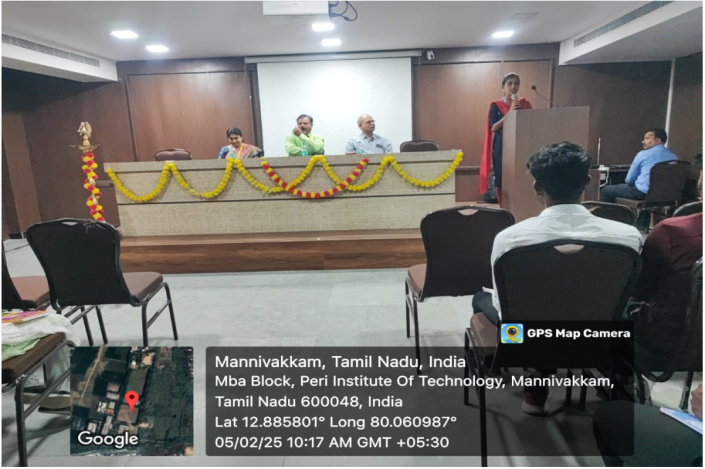 GPS Map Camera
Mannivakkam, Tamil Nadu, India
Mba Block, Peri Institute Of Technology, Mannivakkam,
Tamil Nadu 600048, India
Lat 12.885801° Long 80.060987°
05/02/25 10:17 AM GMT +05:30
Google